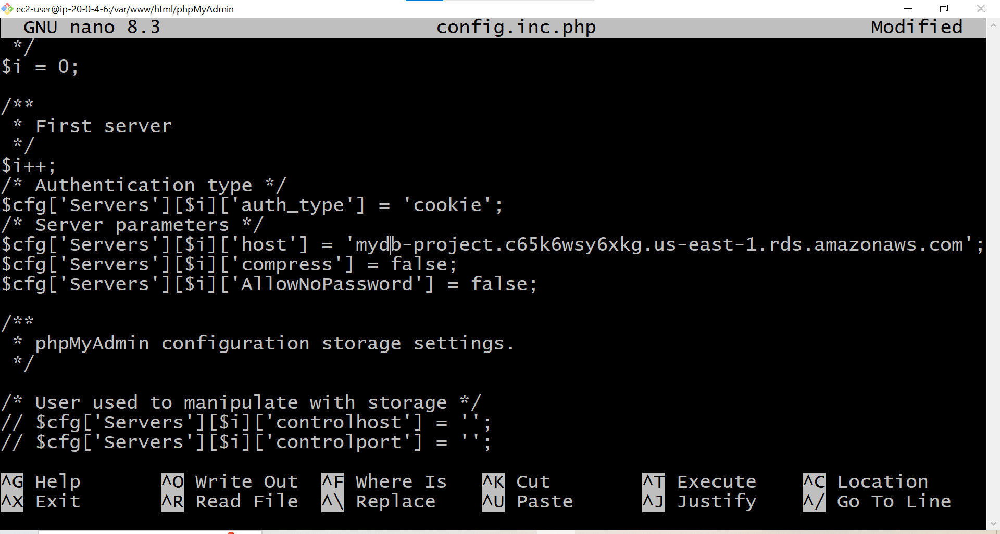 ec2-user@ip-20-0-4-6:/var/www/html/phpMyAdmin
GNU nano 8.3 config.inc.php Modified
 */
$i = 0;
/**
 * First server
 */
$i++;
/* Authentication type */
$cfg['Servers'][$i]['auth_type'] = 'cookie';
/* Server parameters */
$cfg['Servers'][$i]['host'] = 'mydb-project.c65k6wsy6xkg.us-east-1.rds.amazonaws.com';
$cfg['Servers'][$i]['compress'] = false;
$cfg['Servers'][$i]['AllowNoPassword'] = false;
/**
 * phpMyAdmin configuration storage settings.
 */
/* User used to manipulate with storage */
// $cfg['Servers'][$i]['controlhost'] = '';
// $cfg['Servers'][$i]['controlport'] = '';
^G Help ^O Write Out ^F Where Is ^K Cut ^T Execute ^C Location
^X Exit ^R Read File ^\ Replace ^U Paste ^J Justify ^/ Go To Line